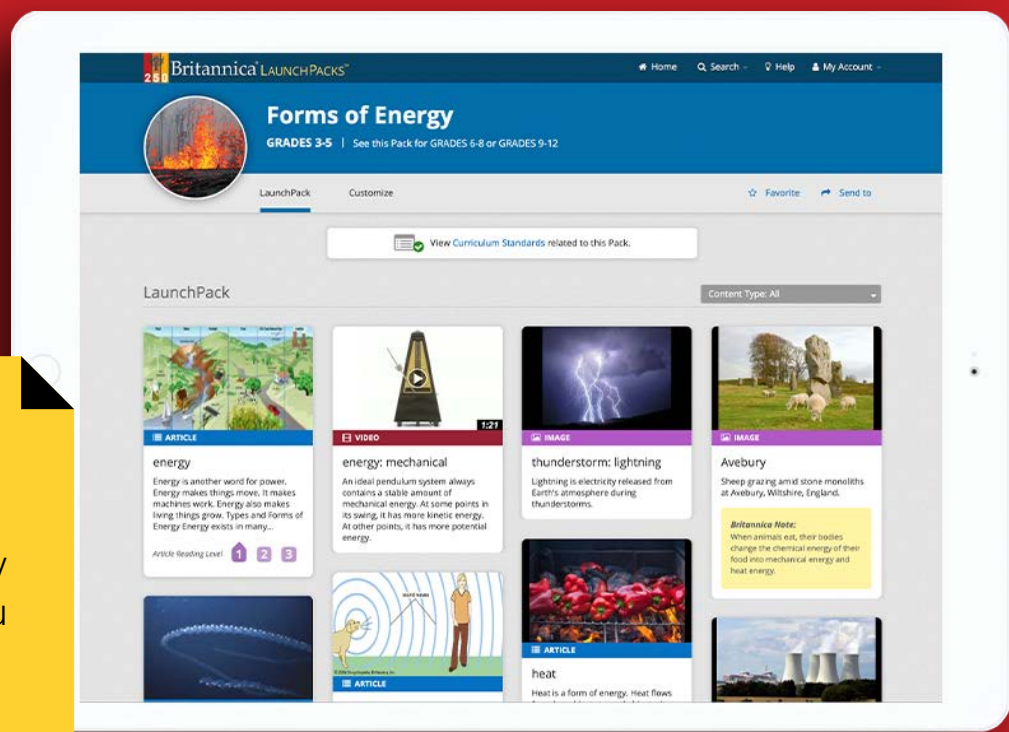 Britannica® LAUNCHPACKS™
250
Home
Search
Help
My Account
Forms of Energy
GRADES 3-5 | See this Pack for GRADES 6-8 or GRADES 9-12
LaunchPack
Customize
Favorite
Send to
View Curriculum Standards related to this Pack.
LaunchPack
Content Type: All
ARTICLE
energy
Energy is another word for power.
Energy makes things move. It makes
machines work. Energy also makes
living things grow. Types and Forms of
Energy Energy exists in many...
Article Reading Level 1 2 3
1:21
VIDEO
energy: mechanical
An ideal pendulum system always
contains a stable amount of
mechanical energy. At some points in
its swing, it has more kinetic energy.
At other points, it has more potential
energy.
IMAGE
thunderstorm: lightning
Lightning is electricity released from
Earth's atmosphere during
thunderstorms.
IMAGE
Avebury
Sheep grazing amid stone monoliths
at Avebury, Wiltshire, England.
Britannica Note:
When animals eat, their bodies
change the chemical energy of their
food into mechanical energy and
heat energy.
sound waves
ARTICLE
ARTICLE
heat
Heat is a form of energy. Heat flows